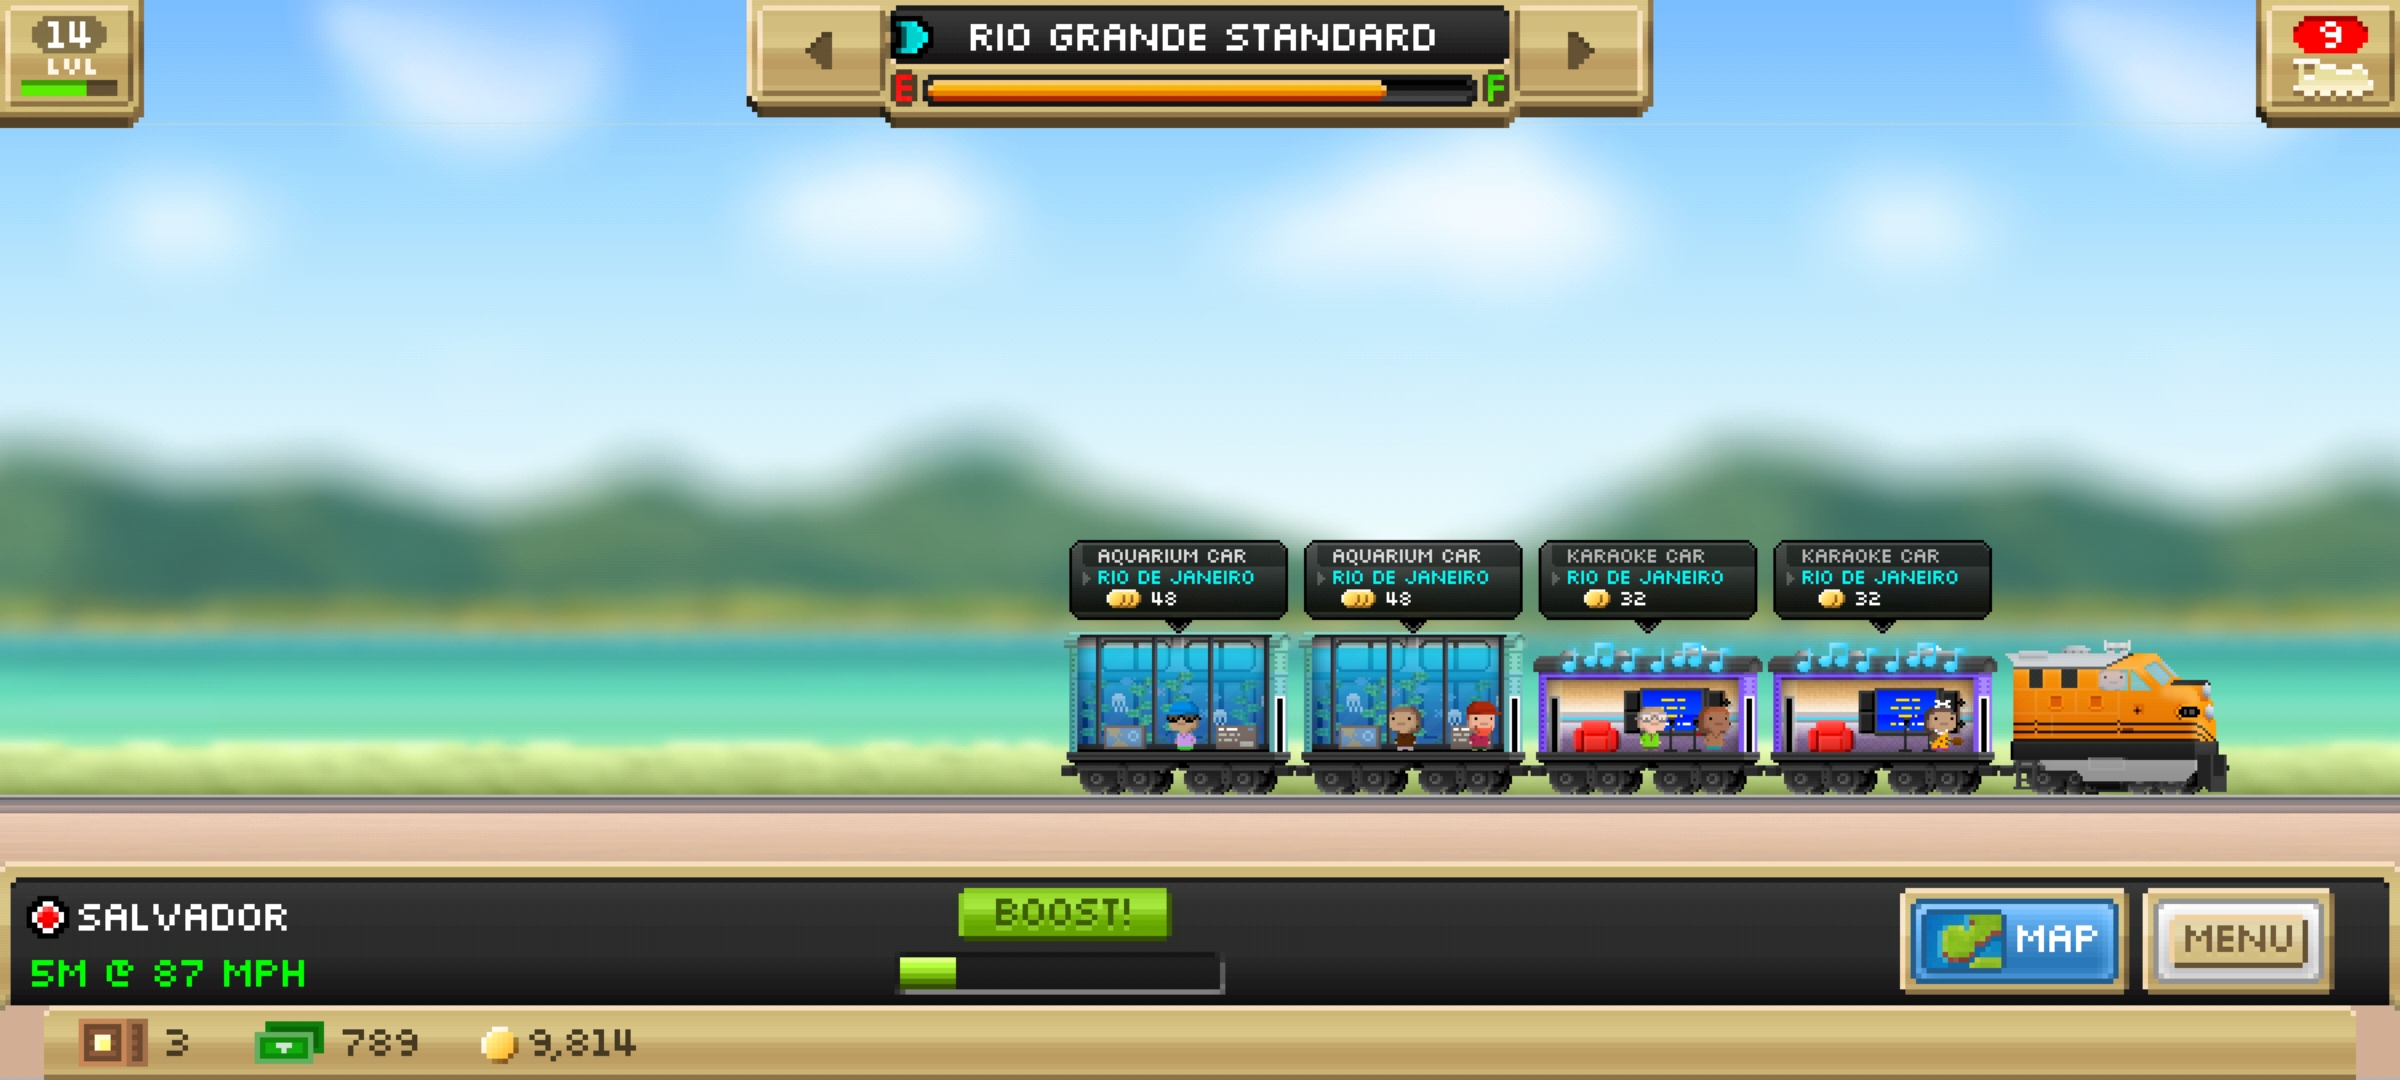 14
LVL
RIO GRANDE STANDARD
E
F
9
AQUARIUM CAR
RIO DE JANEIRO
48
AQUARIUM CAR
RIO DE JANEIRO
48
KARAOKE CAR
RIO DE JANEIRO
32
KARAOKE CAR
RIO DE JANEIRO
32
SALVADOR
5M @ 87 MPH
BOOST!
MAP
MENU
3
789
9,814